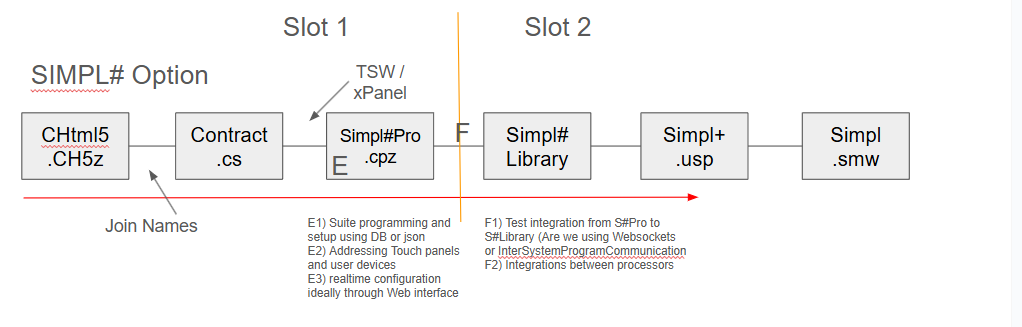 Slot 1
Slot 2
SIMPL# Option
TSW /
xPanel
CHtml5
.CH5z
Contract
.cs
Simpl#Pro
.cpz
E
F
Simpl#
Library
Simpl+
.usp
Simpl
.smw
Join Names
E1) Suite programming and
setup using DB or json
E2) Addressing Touch panels
and user devices
E3) realtime configuration
ideally through Web interface
F1) Test integration from S#Pro to
S#Library (Are we using Websockets
or InterSystemProgramCommunication
F2) Integrations between processors